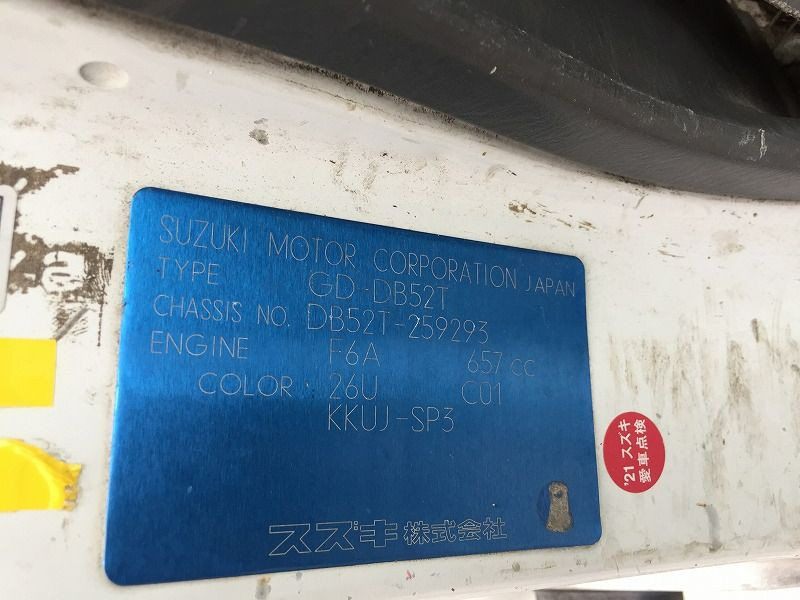 SUZUKI MOTOR CORPORATION JAPAN
TYPE GD-DB52T
CHASSIS NO. DB52T-259293
ENGINE F6A 657 cc
COLOR 26U C01
KKUJ-SP3
スズキ株式会社
'21 スズキ
愛車点検